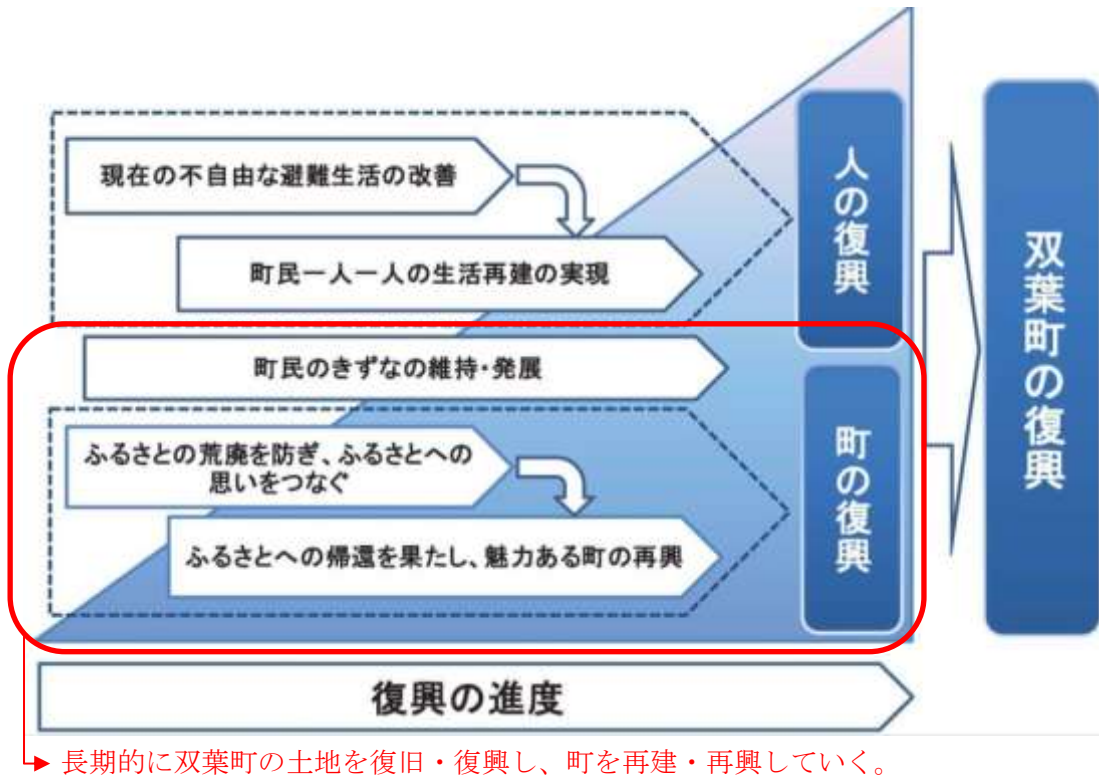 現在の不自由な避難生活の改善
町民一人一人の生活再建の実現
町民のきずなの維持・発展
ふるさとの荒廃を防ぎ、ふるさとへの
思いをつなぐ
ふるさとへの帰還を果たし、魅力ある町の再興
人の復興
町の復興
双葉町の復興
復興の進度
長期的に双葉町の土地を復旧・復興し、町を再建・再興していく。